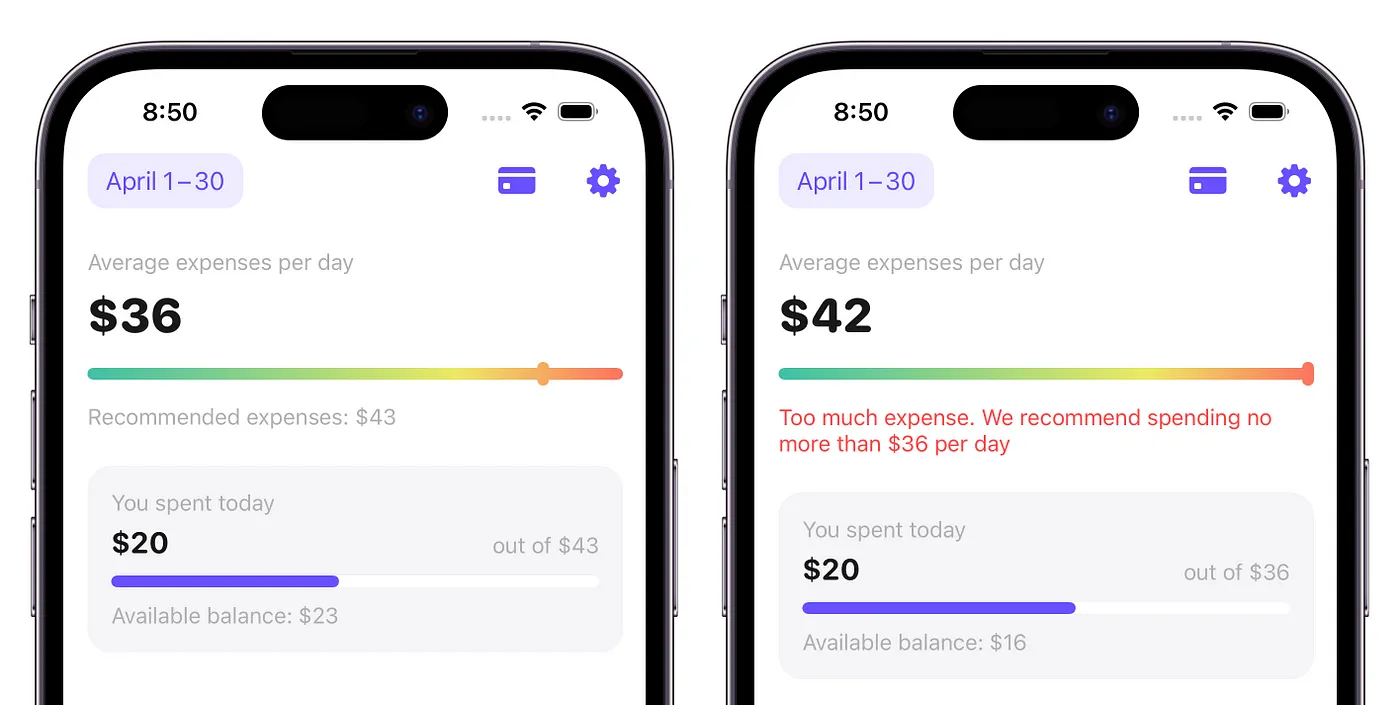 8:50
April 1–30
Average expenses per day
$36
Recommended expenses: $43
You spent today
$20
out of $43
Available balance: $23
8:50
April 1–30
Average expenses per day
$42
Too much expense. We recommend spending no
more than $36 per day
You spent today
$20
out of $36
Available balance: $16